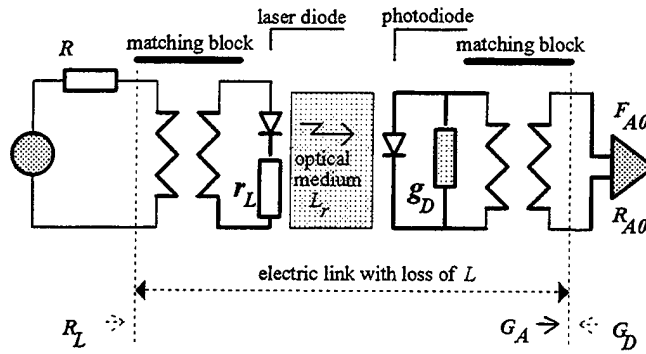 laser diode
photodiode
matching block
matching block
R
F_A0
optical
medium
L_r
r_L
g_D
R_A0
electric link with loss of L
R_L
G_A
G_D